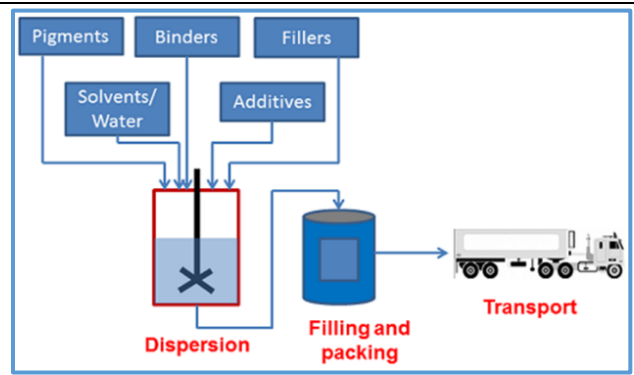 Pigments
Binders
Fillers
Solvents/
Water
Additives
Dispersion
Filling and
packing
Transport